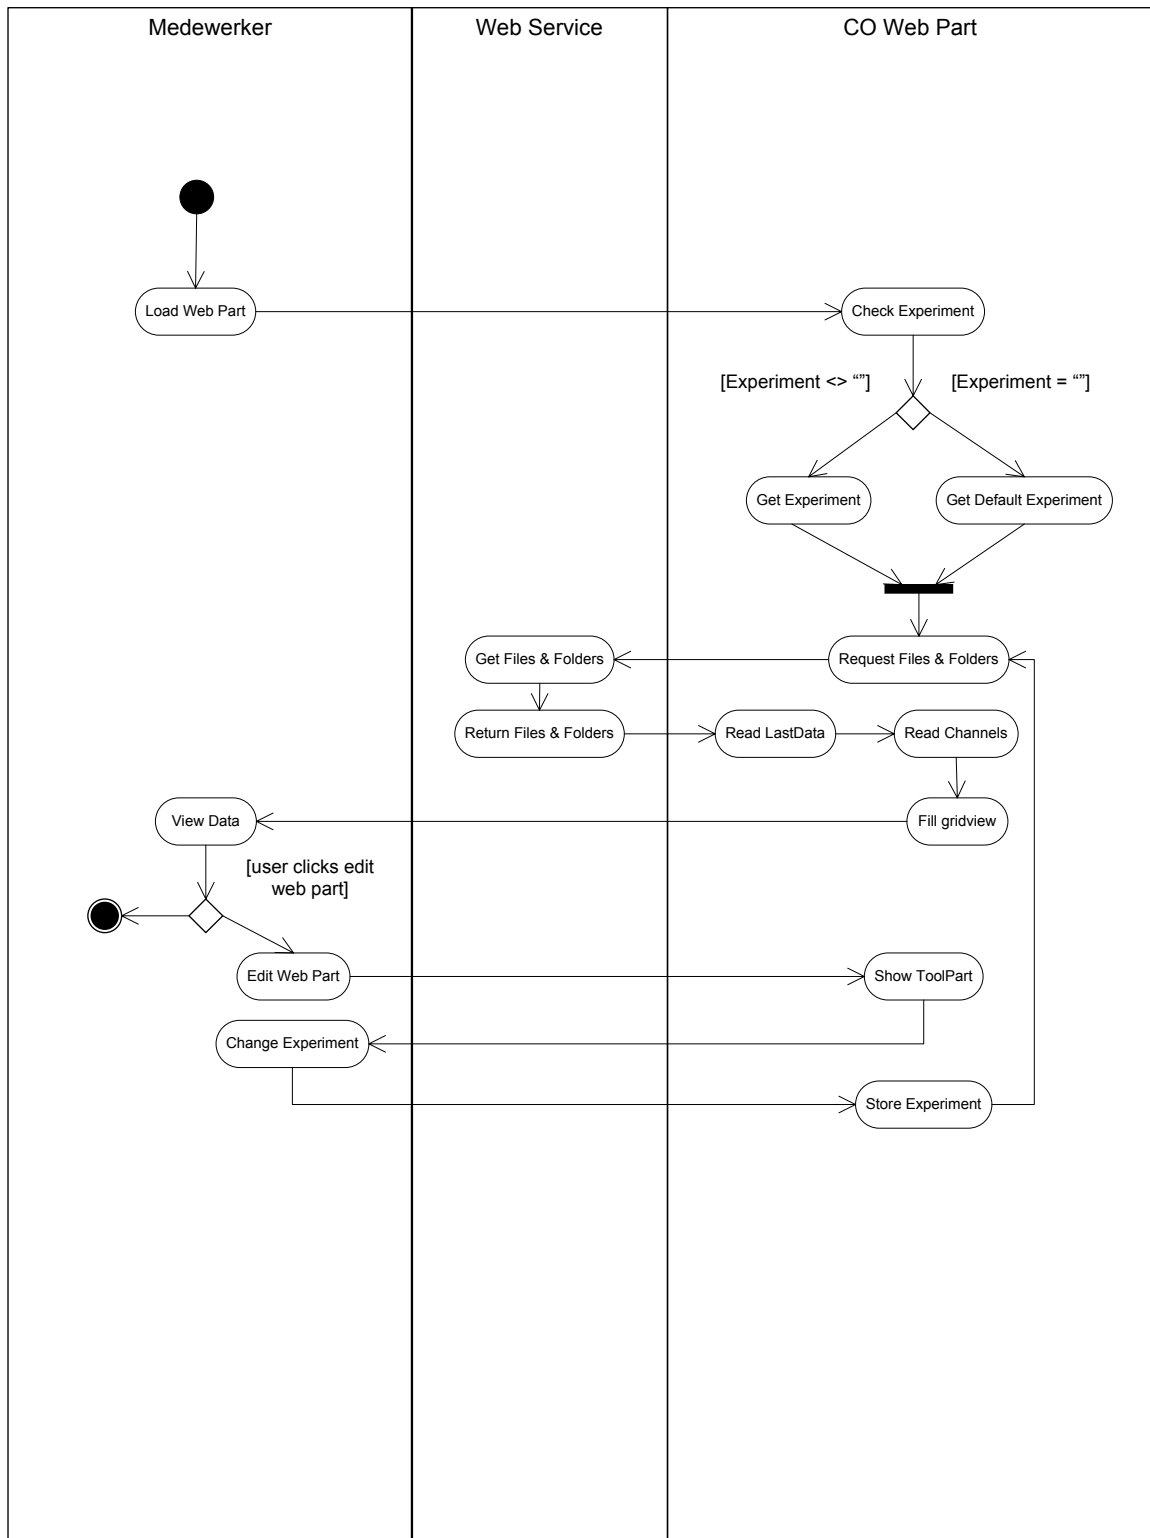 Medewerker
Web Service
CO Web Part
Load Web Part
Check Experiment
[Experiment <> “”]
[Experiment = “”]
Get Experiment
Get Default Experiment
Get Files & Folders
Request Files & Folders
Return Files & Folders
Read LastData
Read Channels
View Data
Fill gridview
[user clicks edit
web part]
Edit Web Part
Show ToolPart
Change Experiment
Store Experiment